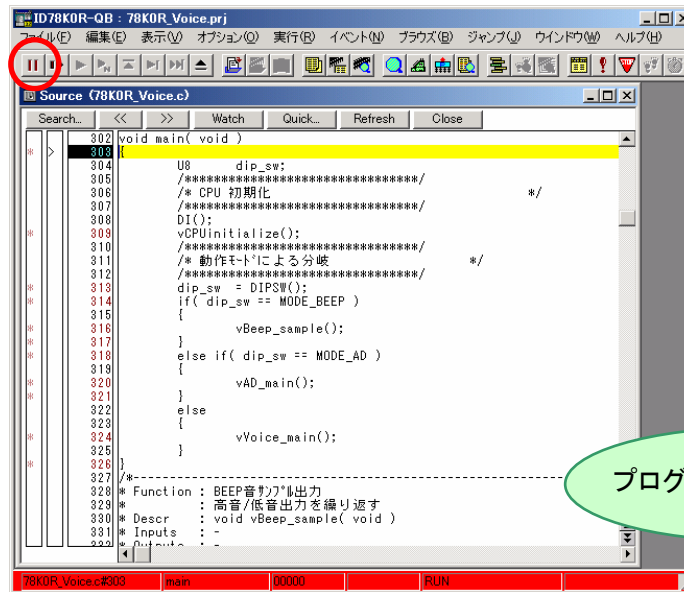 ID78K0R-QB : 78K0R_Voice.prj
ファイル(F) 編集(E) 表示(V) オプション(O) 実行(R) イベント(N) ブラウズ(B) ジャンプ(J) ウインドウ(W) ヘルプ(H)
Source (78K0R_Voice.c)
Search... << >> Watch Quick... Refresh Close
302 void main( void )
* > 303 {
304 U8 dip_sw;
305 /********************************/
306 /* CPU 初期化 */
307 /********************************/
308 DI();
* 309 vCPUinitialize();
310 /********************************/
311 /* 動作ﾓｰﾄﾞによる分岐 */
312 /********************************/
* 313 dip_sw = DIPSW();
* 314 if( dip_sw == MODE_BEEP )
315 {
* 316 vBeep_sample();
* 317 }
* 318 else if( dip_sw == MODE_AD )
319 {
* 320 vAD_main();
* 321 }
322 else
323 {
* 324 vVoice_main();
325 }
* 326 }
327 /*----------------------------------------------------
328 * Function : BEEP音ｻﾝﾌﾟﾙ出力
329 * : 高音/低音出力を繰り返す
330 * Descr : void vBeep_sample( void )
331 * Inputs : -
332 * Outputs : -
プログ
78K0R_Voice.c#303 main 00000 RUN